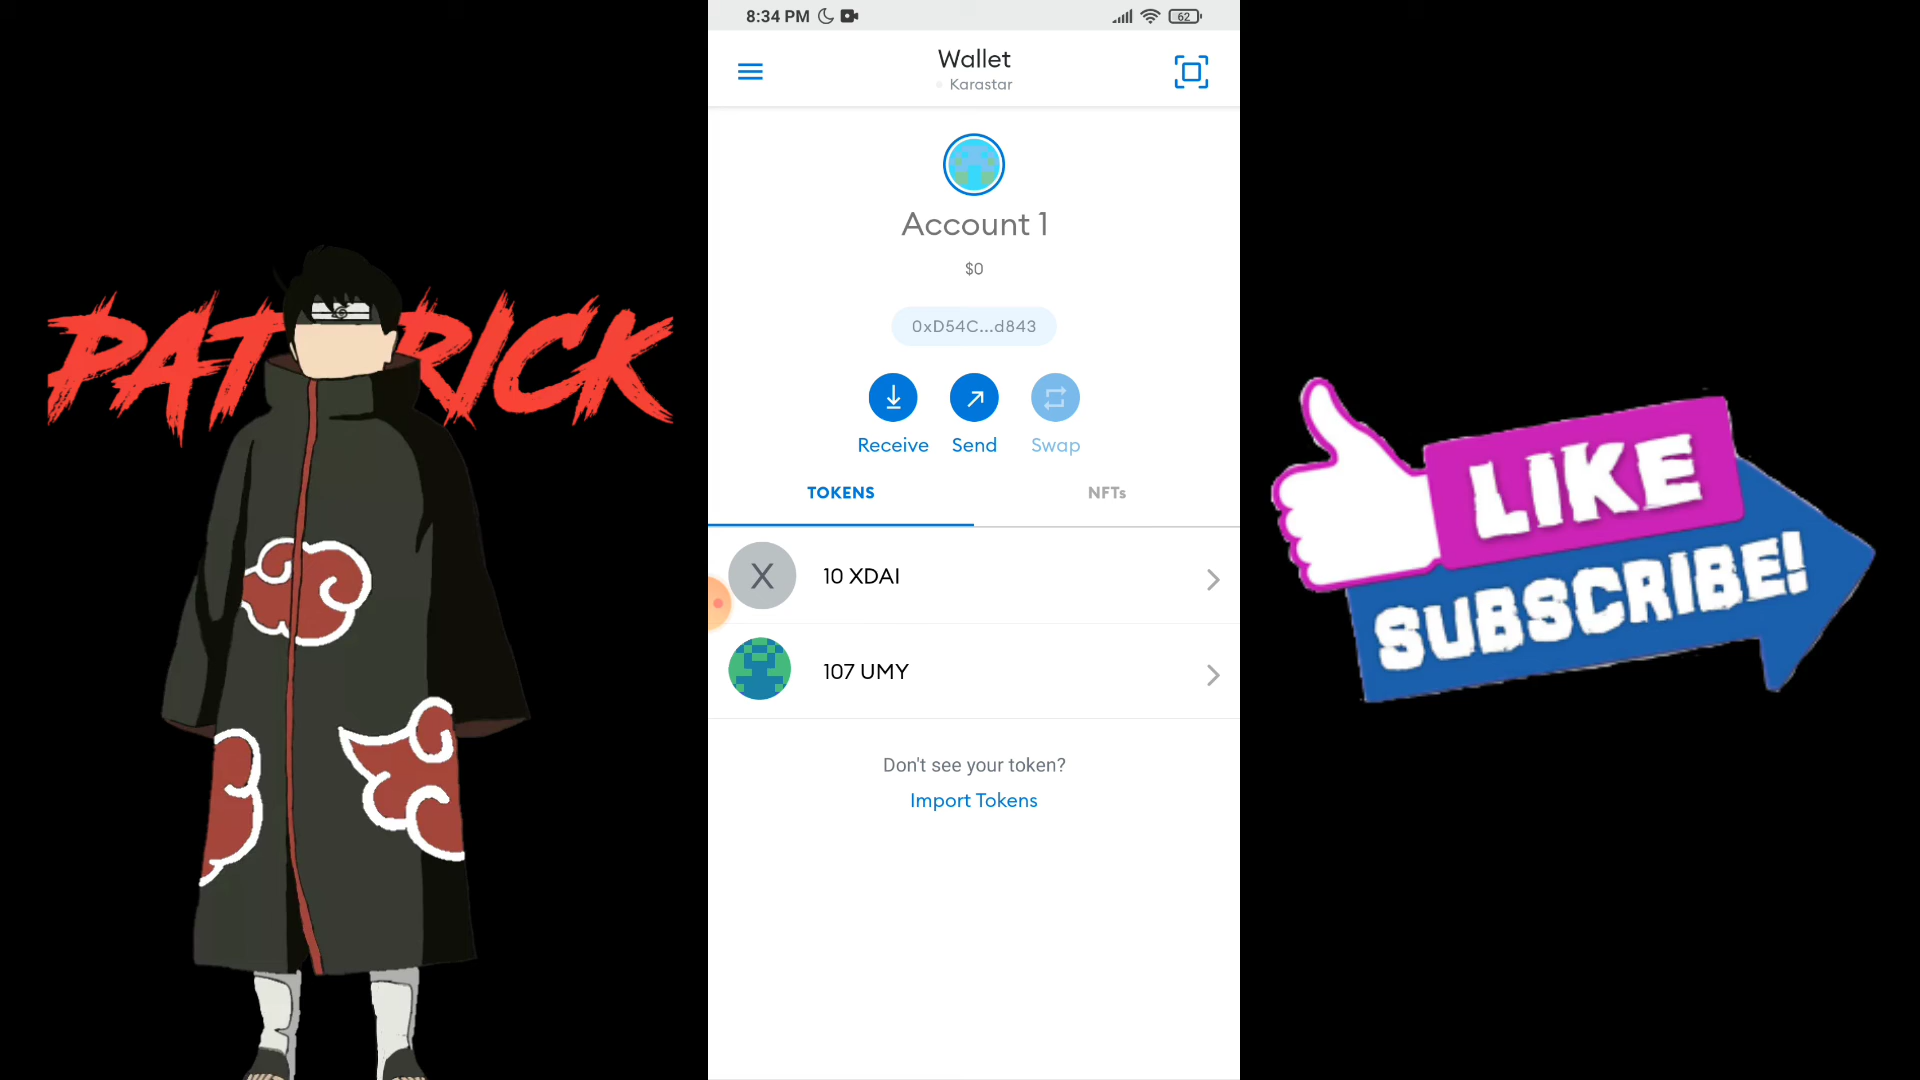 8:34 PM
62
Wallet
Karastar
Account 1
$0
0xD54C...d843
Receive
Send
Swap
TOKENS
NFTs
X
10 XDAI
107 UMY
Don't see your token?
Import Tokens
LIKE
SUBSCRIBE!